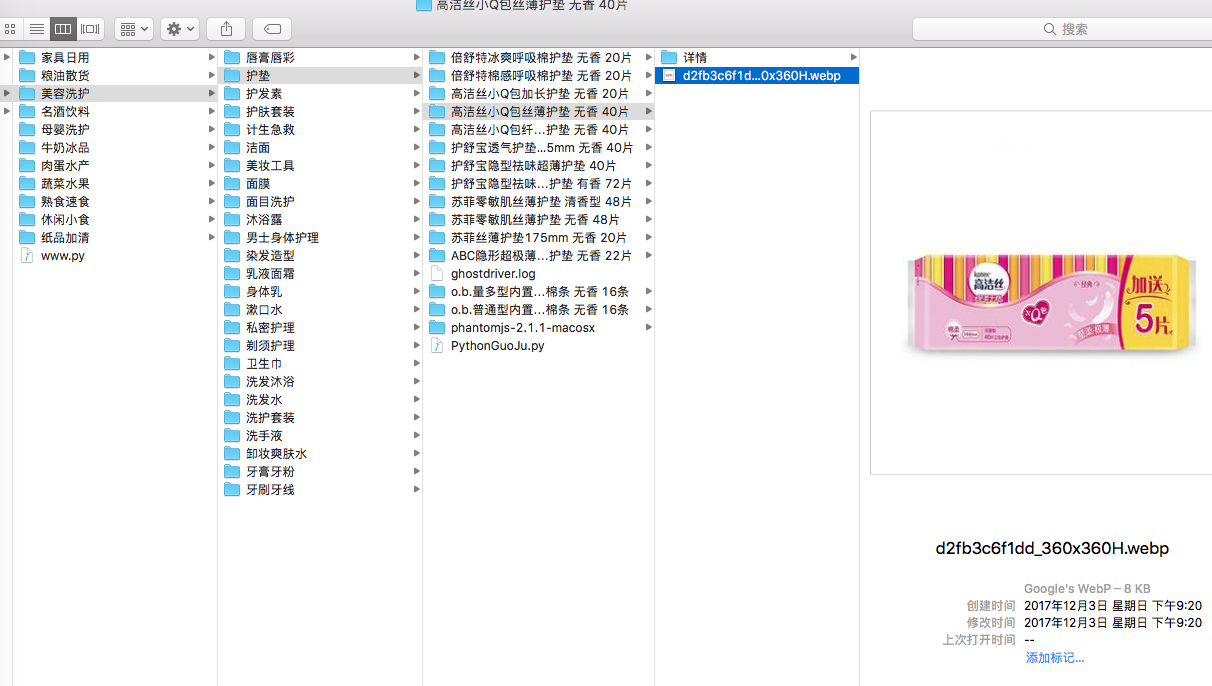 高洁丝小Q包丝薄护垫 无香 40片
搜索
家具日用
粮油散货
美容洗护
名酒饮料
母婴洗护
牛奶冰品
肉蛋水产
蔬菜水果
熟食速食
休闲小食
纸品加清
www.py
唇膏唇彩
护垫
护发素
护肤套装
计生急救
洁面
美妆工具
面膜
面目洗护
沐浴露
男士身体护理
染发造型
乳液面霜
身体乳
漱口水
私密护理
剃须护理
卫生巾
洗发沐浴
洗发水
洗护套装
洗手液
卸妆爽肤水
牙膏牙粉
牙刷牙线
倍舒特冰爽呼吸棉护垫 无香 20片
倍舒特棉感呼吸棉护垫 无香 20片
高洁丝小Q包加长护垫 无香 20片
高洁丝小Q包丝薄护垫 无香 40片
高洁丝小Q包纤...护垫 无香 40片
护舒宝透气护垫...5mm 无香 40片
护舒宝隐型祛味超薄护垫 40片
护舒宝隐型祛味...护垫 有香 72片
苏菲零敏肌丝薄护垫 清香型 48片
苏菲零敏肌丝薄护垫 无香 48片
苏菲丝薄护垫175mm 无香 20片
ABC隐形超极薄...护垫 无香 22片
ghostdriver.log
o.b.量多型内置...棉条 无香 16条
o.b.普通型内置...棉条 无香 16条
phantomjs-2.1.1-macosx
PythonGuoJu.py
详情
d2fb3c6f1d...0x360H.webp
kotex
高洁丝
经典
加送
5片
d2fb3c6f1dd_360x360H.webp
Google's WebP – 8 KB
创建时间 2017年12月3日 星期日 下午9:20
修改时间 2017年12月3日 星期日 下午9:20
上次打开时间 --
添加标记...